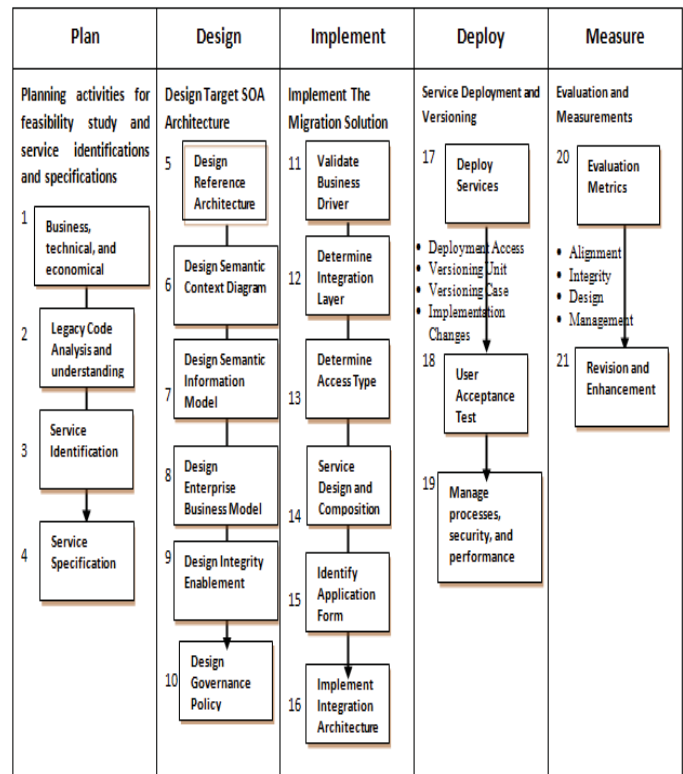 Plan
Design
Implement
Deploy
Measure
Planning activities for
feasibility study and
service identifications
and specifications
1
Business,
technical, and
economical
2
Legacy Code
Analysis and
understanding
3
Service
Identification
4
Service
Specification
Design Target SOA
Architecture
5
Design
Reference
Architecture
6
Design Semantic
Context Diagram
7
Design Semantic
Information
Model
8
Design
Enterprise
Business Model
9
Design Integrity
Enablement
10
Design
Governance
Policy
Implement The
Migration Solution
11
Validate
Business
Driver
12
Determine
Integration
Layer
13
Determine
Access Type
14
Service
Design and
Composition
15
Identify
Application
Form
16
Implement
Integration
Architecture
Service Deployment and
Versioning
17
Deploy
Services
• Deployment Access
• Versioning Unit
• Versioning Case
• Implementation
Changes
18
User
Acceptance
Test
19
Manage
processes,
security, and
performance
Evaluation and
Measurements
20
Evaluation
Metrics
• Alignment
• Integrity
• Design
• Management
21
Revision and
Enhancement